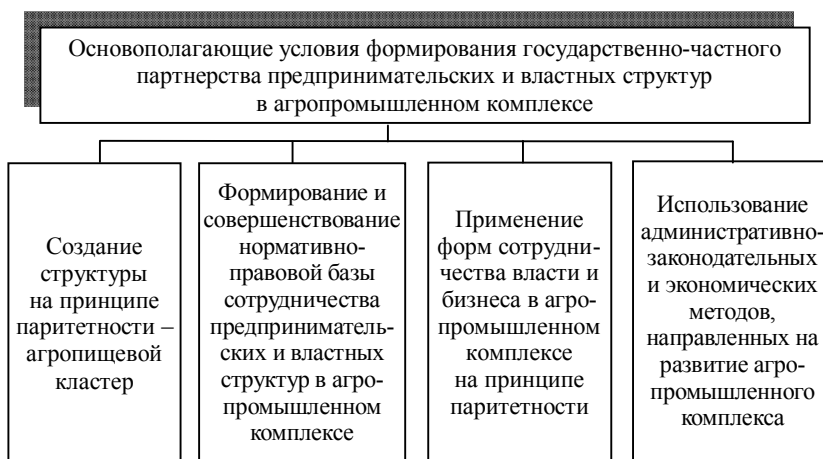 Основополагающие условия формирования государственно-частного
партнерства предпринимательских и властных структур
в агропромышленном комплексе
Создание
структуры
на принципе
паритетности –
агропищевой
кластер
Формирование и
совершенствование
нормативно-
правовой базы
сотрудничества
предприниматель-
ских и властных
структур в агро-
промышленном
комплексе
Применение
форм сотрудни-
чества власти и
бизнеса в агро-
промышленном
комплексе
на принципе
паритетности
Использование
административно-
законодательных
и экономических
методов,
направленных на
развитие агро-
промышленного
комплекса